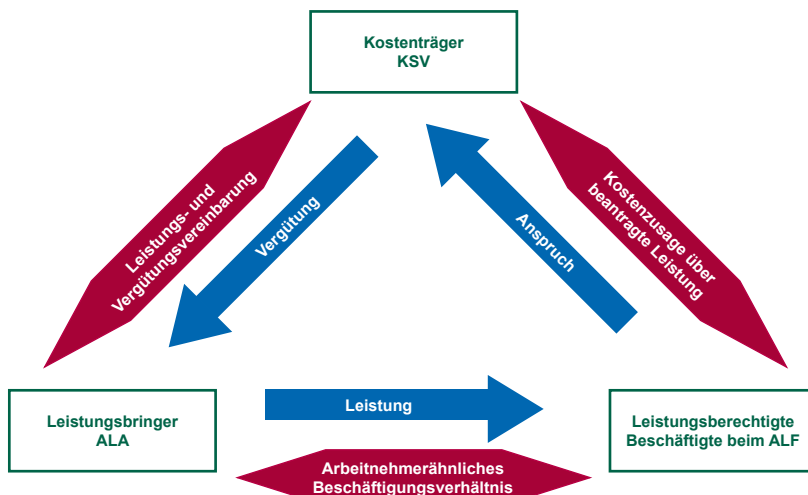 Kostenträger
KSV
Leistungs- und
Vergütungsvereinbarung
Vergütung
Anspruch
Kostenzusage über
beantragte Leistung
Leistungsbringer
ALA
Leistung
Leistungsberechtigte
Beschäftigte beim ALF
Arbeitnehmerähnliches
Beschäftigungsverhältnis